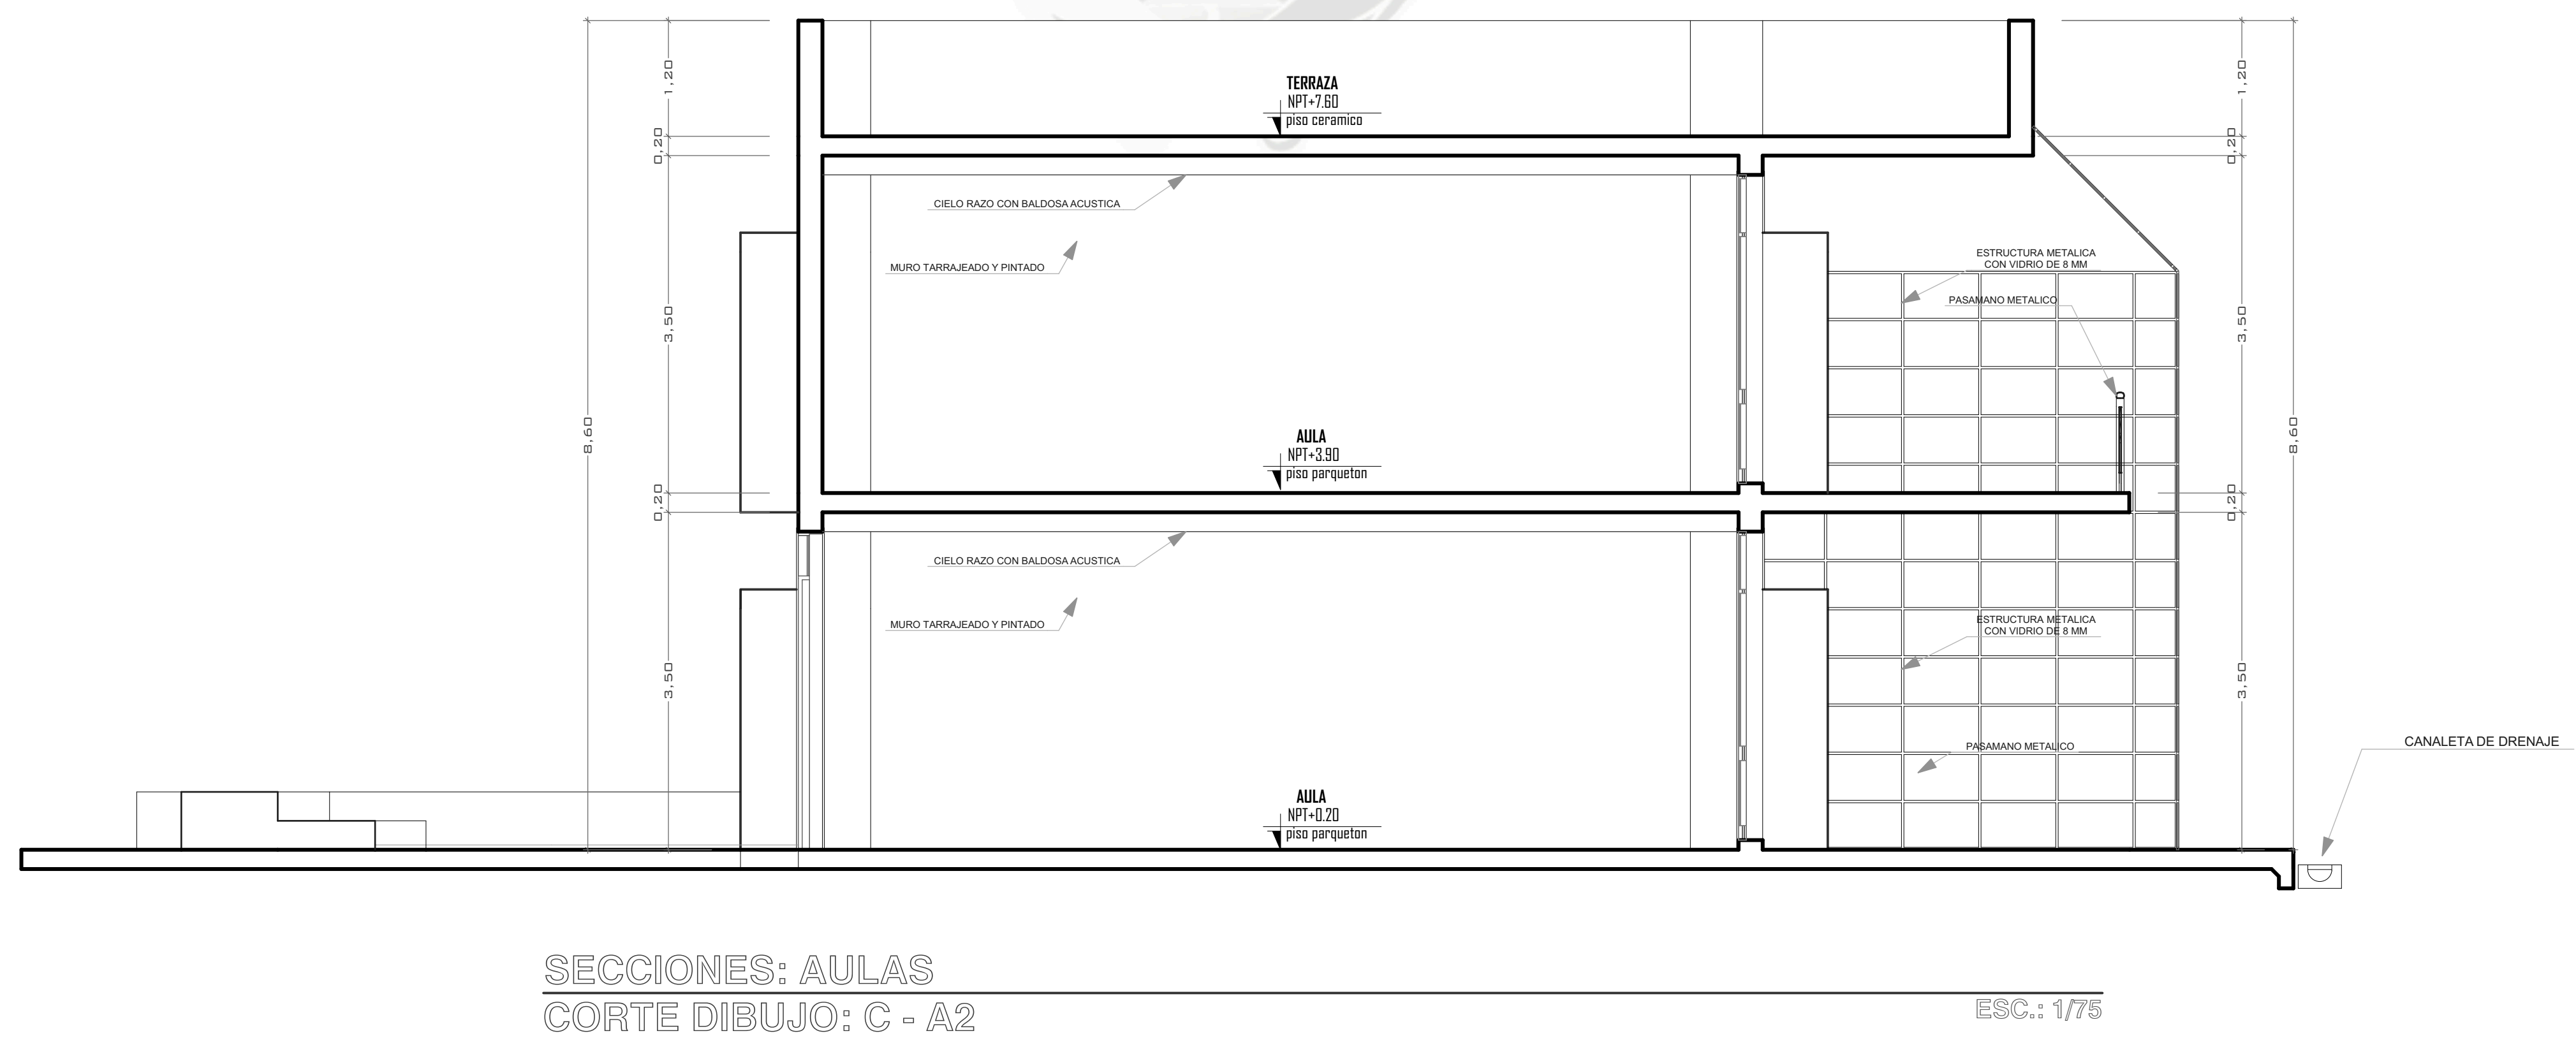 1,20
TERRAZA
NPT+7.60
piso ceramico
1,20
0,20
0,20
CIELO RAZO CON BALDOSA ACUSTICA
MURO TARRAJEADO Y PINTADO
ESTRUCTURA METALICA
CON VIDRIO DE 8 MM
PASAMANO METALICO
3,50
3,50
8,60
8,60
AULA
NPT+3.90
piso parqueton
0,20
0,20
CIELO RAZO CON BALDOSA ACUSTICA
MURO TARRAJEADO Y PINTADO
ESTRUCTURA METALICA
CON VIDRIO DE 8 MM
3,50
3,50
PASAMANO METALICO
CANALETA DE DRENAJE
AULA
NPT+0.20
piso parqueton
SECCIONES: AULAS
CORTE DIBUJO: C - A2
ESC.: 1/75